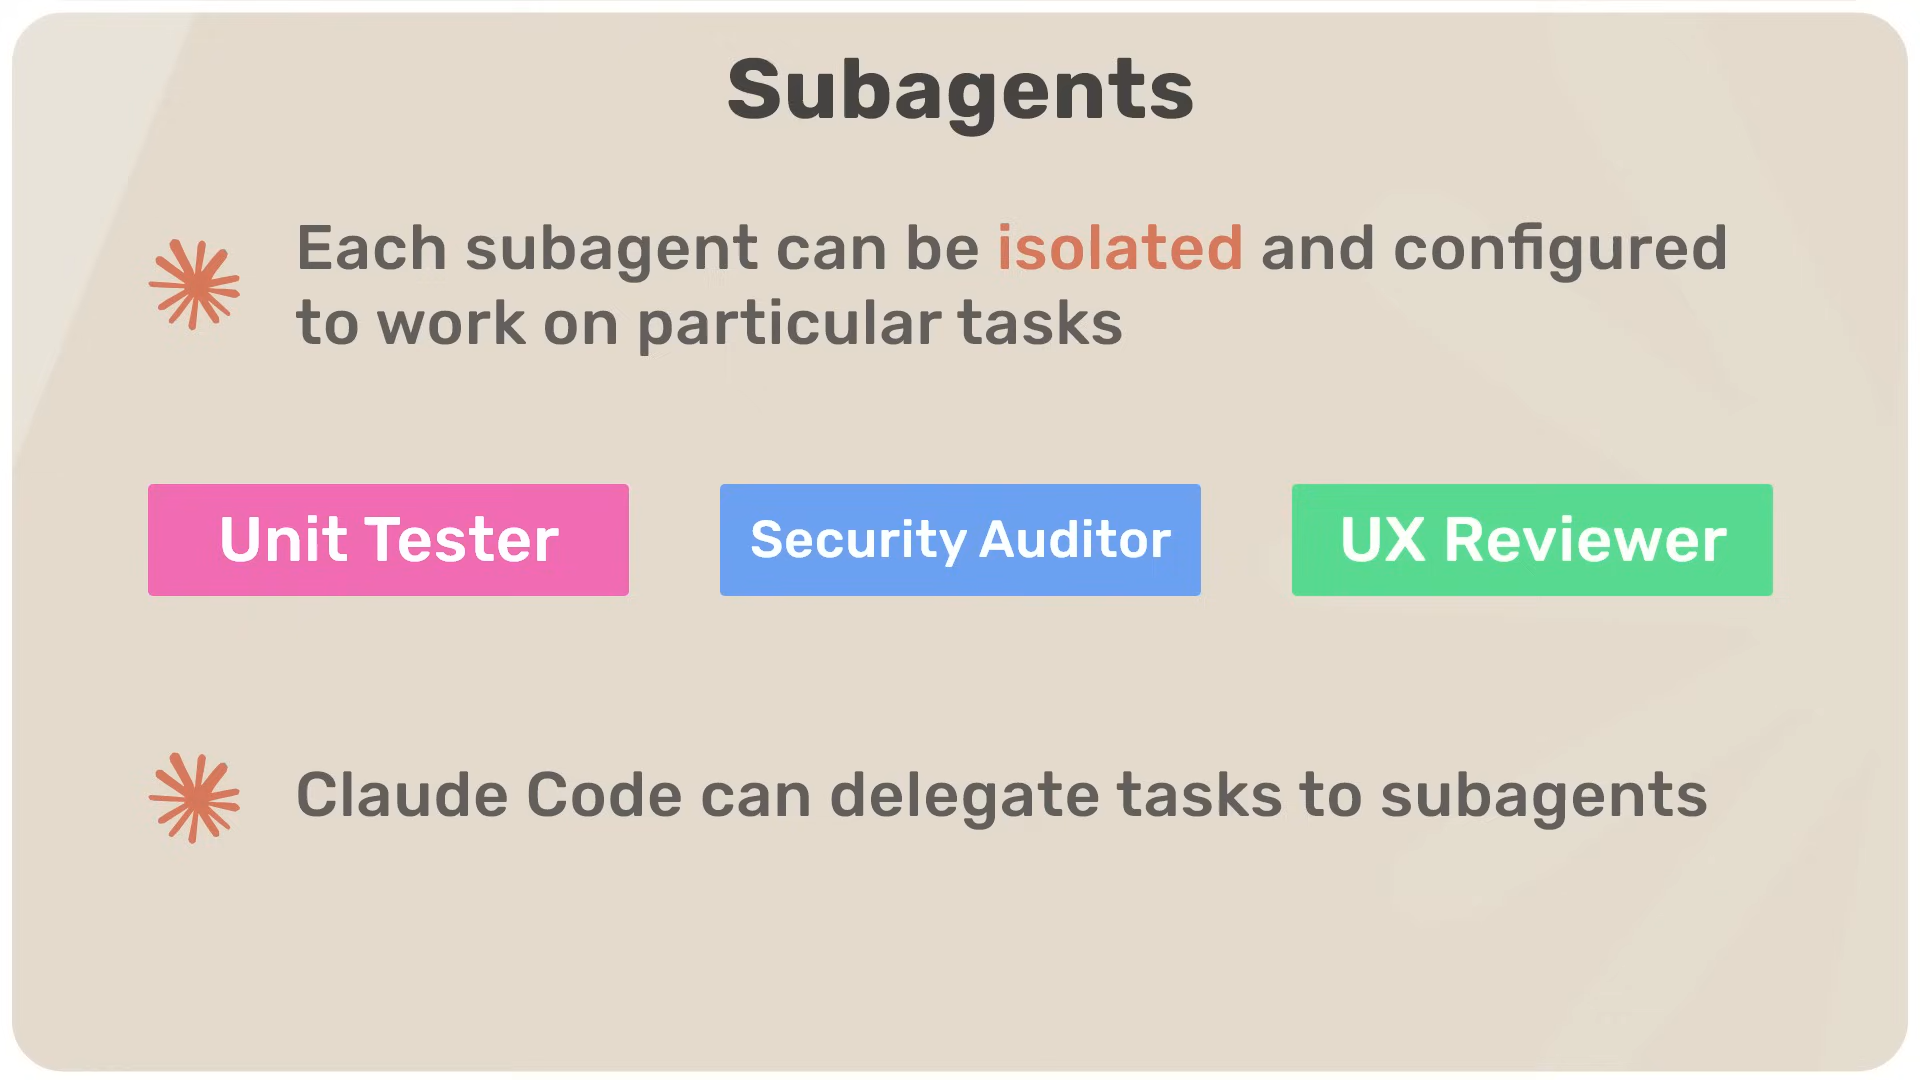 Subagents
Each subagent can be isolated and configured
to work on particular tasks
Unit Tester
Security Auditor
UX Reviewer
Claude Code can delegate tasks to subagents